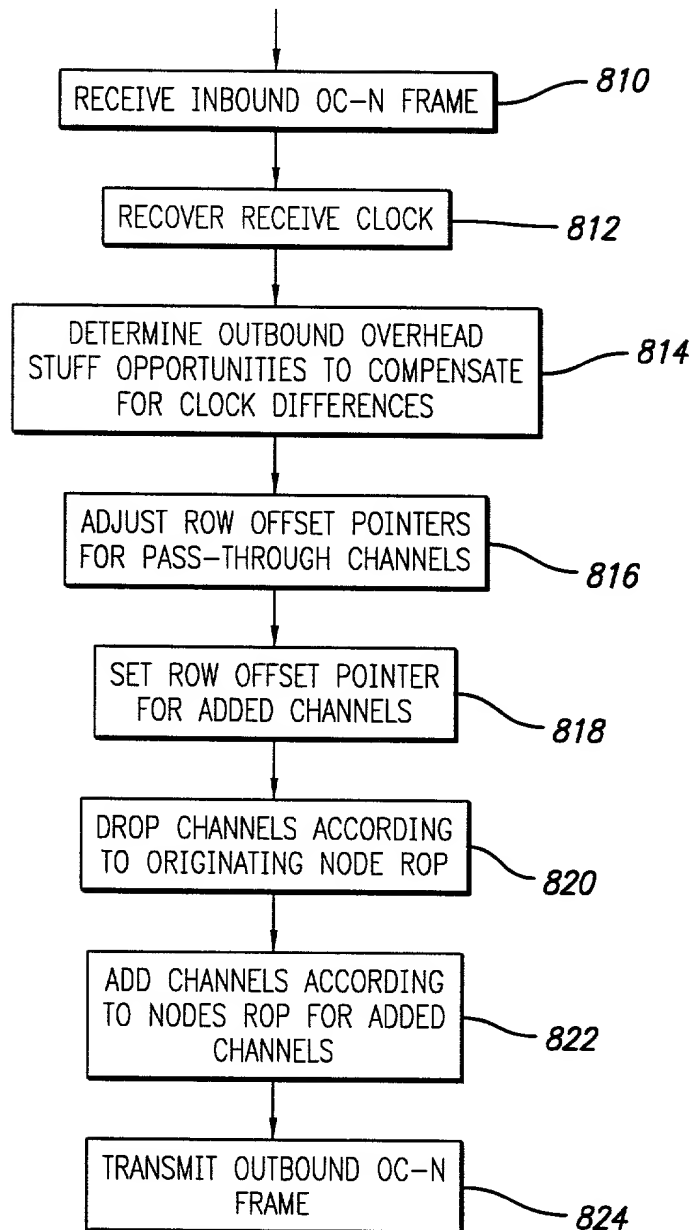 RECEIVE INBOUND OC-N FRAME
810
RECOVER RECEIVE CLOCK
812
DETERMINE OUTBOUND OVERHEAD
STUFF OPPORTUNITIES TO COMPENSATE
FOR CLOCK DIFFERENCES
814
ADJUST ROW OFFSET POINTERS
FOR PASS-THROUGH CHANNELS
816
SET ROW OFFSET POINTER
FOR ADDED CHANNELS
818
DROP CHANNELS ACCORDING
TO ORIGINATING NODE ROP
820
ADD CHANNELS ACCORDING
TO NODES ROP FOR ADDED
CHANNELS
822
TRANSMIT OUTBOUND OC-N
FRAME
824